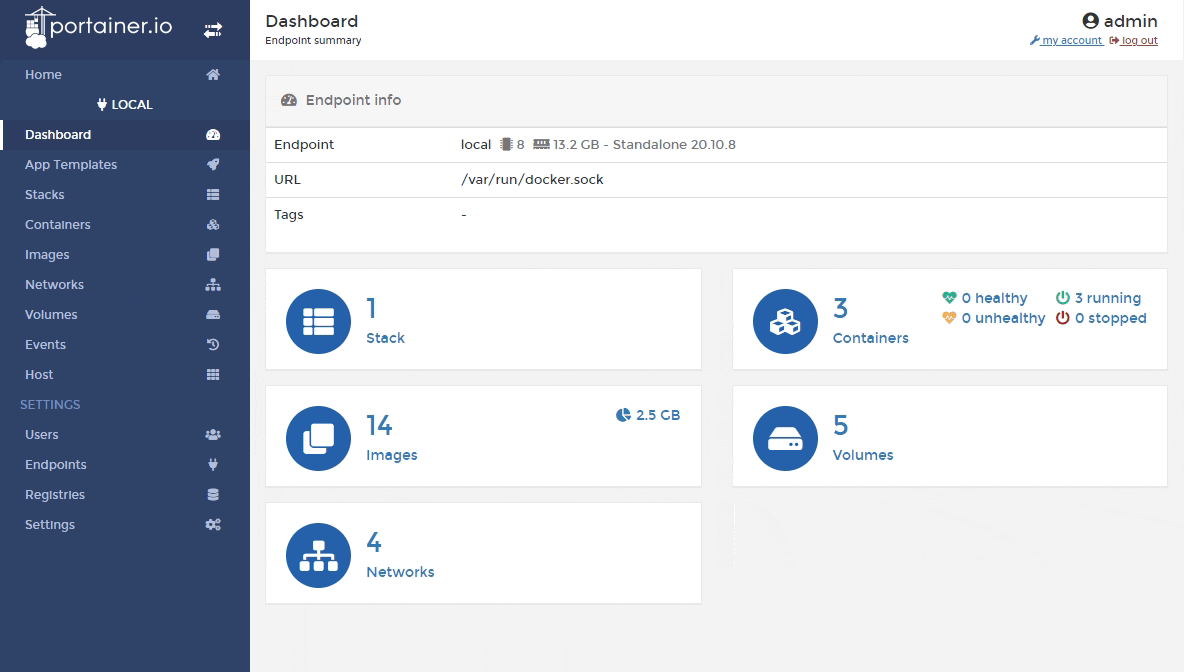 portainer.io
Home
LOCAL
Dashboard
App Templates
Stacks
Containers
Images
Networks
Volumes
Events
Host
SETTINGS
Users
Endpoints
Registries
Settings
Dashboard
Endpoint summary
admin
my account log out
Endpoint info
Endpoint local 8 13.2 GB - Standalone 20.10.8
URL /var/run/docker.sock
Tags -
1
Stack
3
Containers
0 healthy 3 running
0 unhealthy 0 stopped
14
Images
2.5 GB
5
Volumes
4
Networks